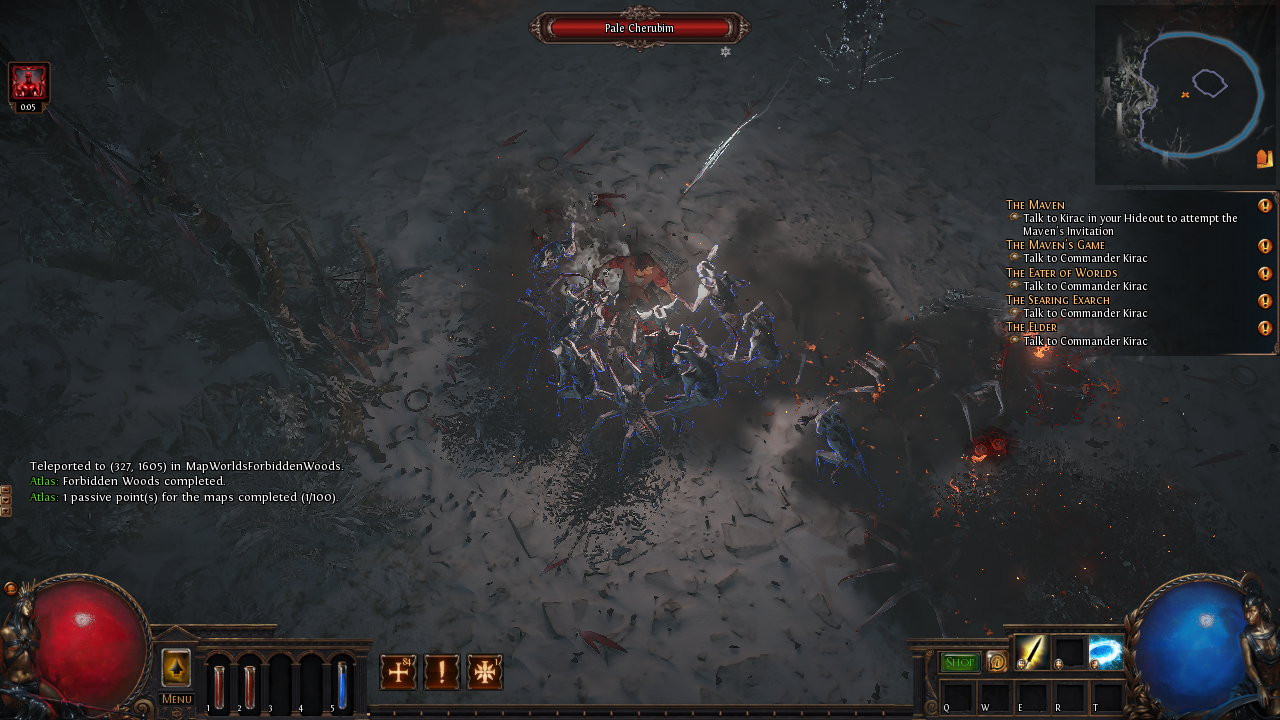 Pale Cherubim
0:05
The Maven
Talk to Kirac in your Hideout to attempt the
Maven's Invitation
The Maven's Game
Talk to Commander Kirac
The Eater of Worlds
Talk to Commander Kirac
The Searing Exarch
Talk to Commander Kirac
The Elder
Talk to Commander Kirac
Teleported to (327, 1605) in MapWorldsForbiddenWoods.
Atlas: Forbidden Woods completed.
Atlas: 1 passive point(s) for the maps completed (1/100).
Menu
1 2 3 4 5
84
1
Shop
Q W E R T